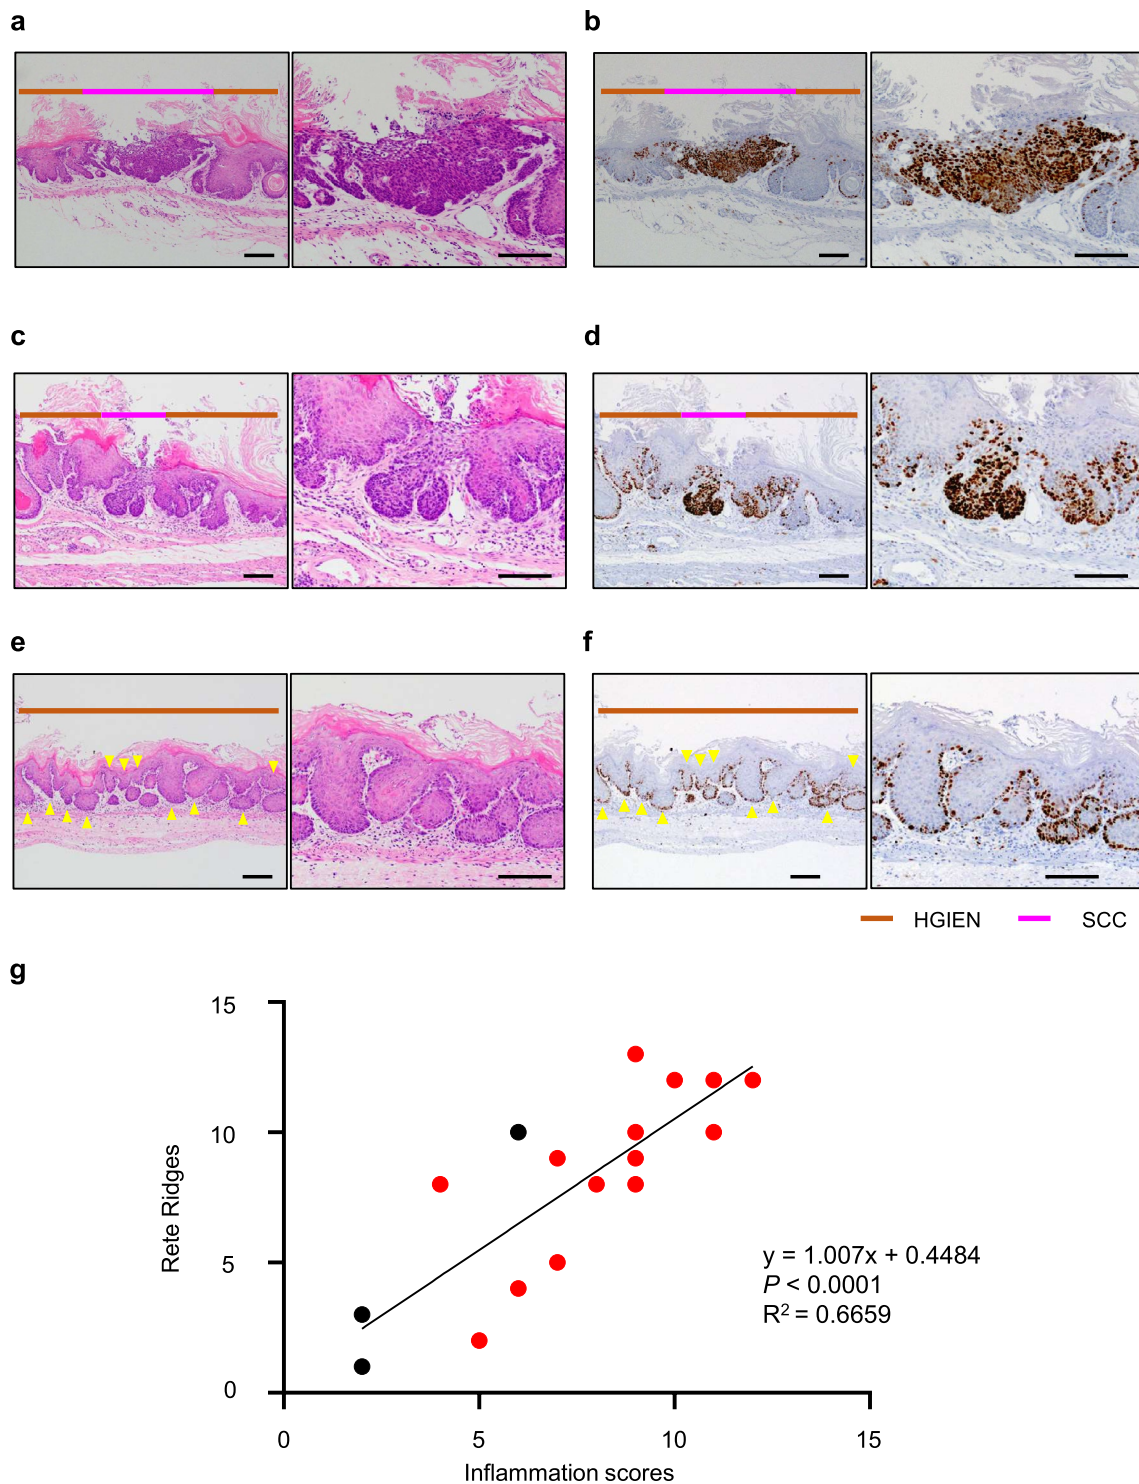 a
b
c
d
e
f
HGIEN
SCC
g
15
10
5
0
Rete Ridges
y = 1.007x + 0.4484
P < 0.0001
R² = 0.6659
0
5
10
15
Inflammation scores